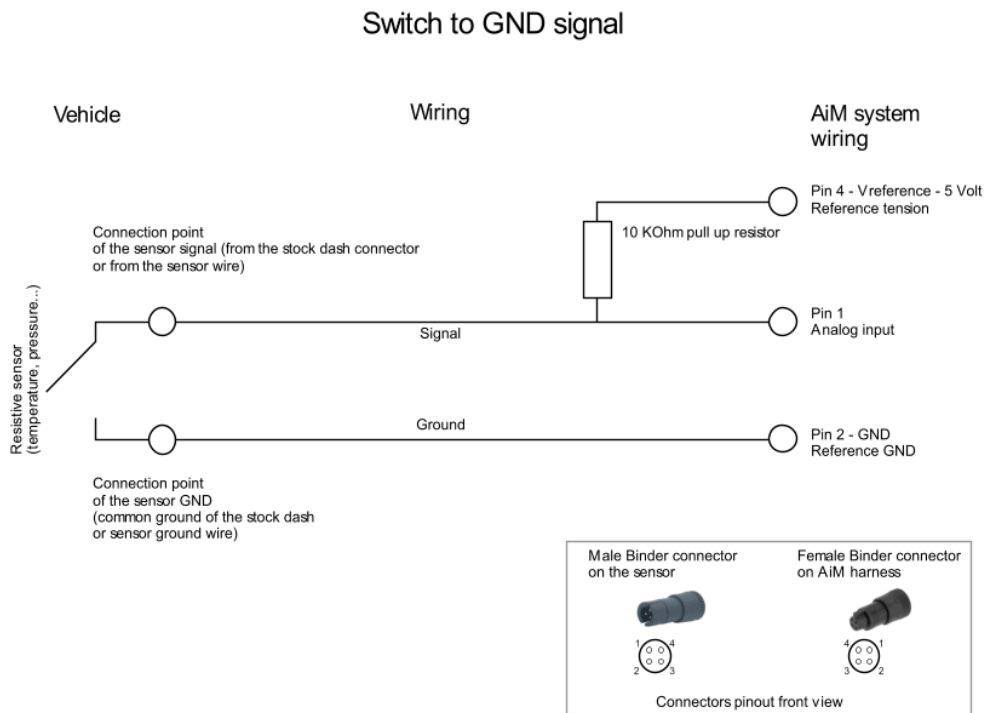 Switch to GND signal
Vehicle
Wiring
AiM system
wiring
Pin 4 - Vreference - 5 Volt
Reference tension
Connection point
of the sensor signal (from the stock dash connector
or from the sensor wire)
10 KOhm pull up resistor
Resistive sensor
(temperature, pressure...)
Signal
Pin 1
Analog input
Ground
Pin 2 - GND
Reference GND
Connection point
of the sensor GND
(common ground of the stock dash
or sensor ground wire)
Male Binder connector
on the sensor
1 4
2 3
Female Binder connector
on AiM harness
4 1
3 2
Connectors pinout front view